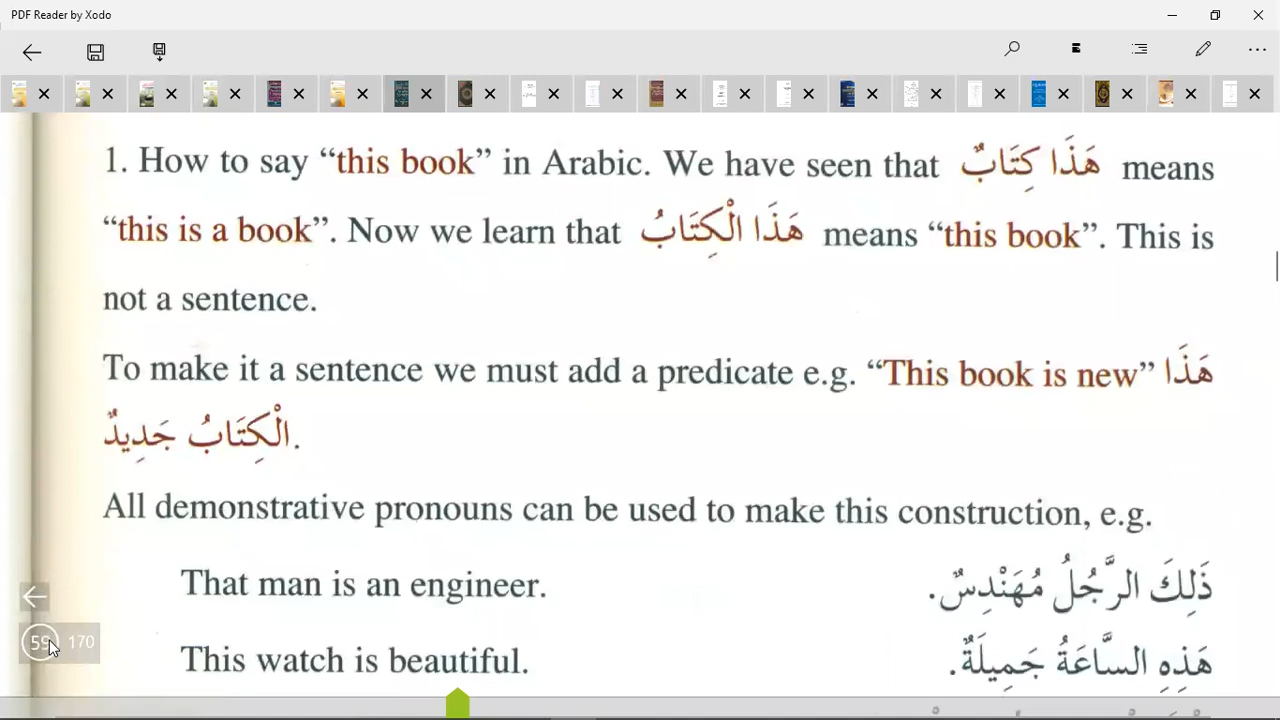 PDF Reader by Xodo
1. How to say “this book” in Arabic. We have seen that هَذَا كِتَابٌ means
“this is a book”. Now we learn that هَذَا الْكِتَابُ means “this book”. This is
not a sentence.
To make it a sentence we must add a predicate e.g. “This book is new” هَذَا
الْكِتَابُ جَدِيدٌ.
All demonstrative pronouns can be used to make this construction, e.g.
That man is an engineer. ذَلِكَ الرَّجُلُ مُهَنْدِسٌ.
This watch is beautiful. هَذِهِ السَّاعَةُ جَمِيلَةٌ.
59 170